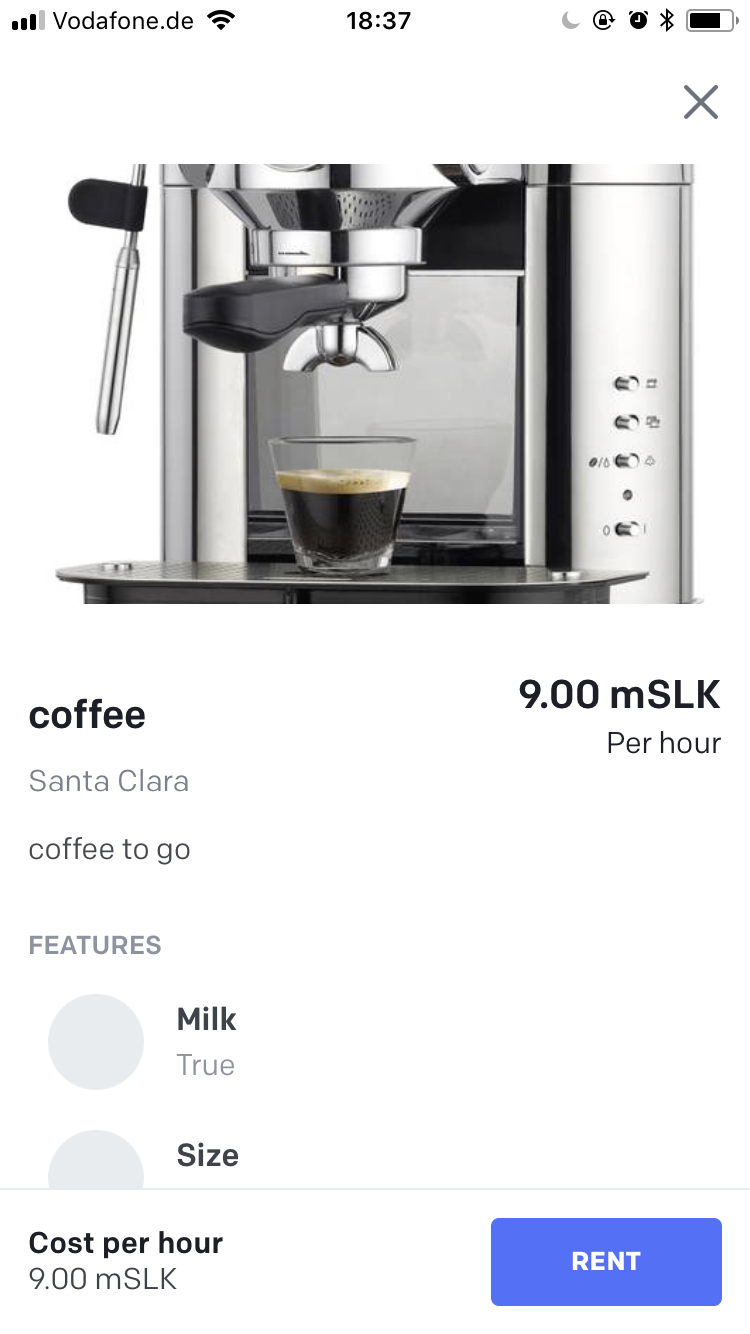 Vodafone.de 18:37
coffee
9.00 mSLK
Per hour
Santa Clara
coffee to go
FEATURES
Milk
True
Size
Cost per hour
9.00 mSLK
RENT